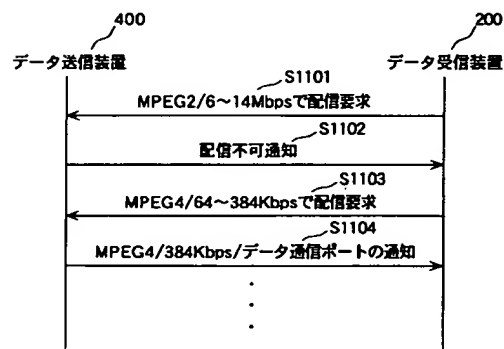 400
200
データ送信装置
データ受信装置
S1101
MPEG2/6～14Mbpsで配信要求
S1102
配信不可通知
S1103
MPEG4/64～384Kbpsで配信要求
S1104
MPEG4/384Kbps/データ通信ポートの通知